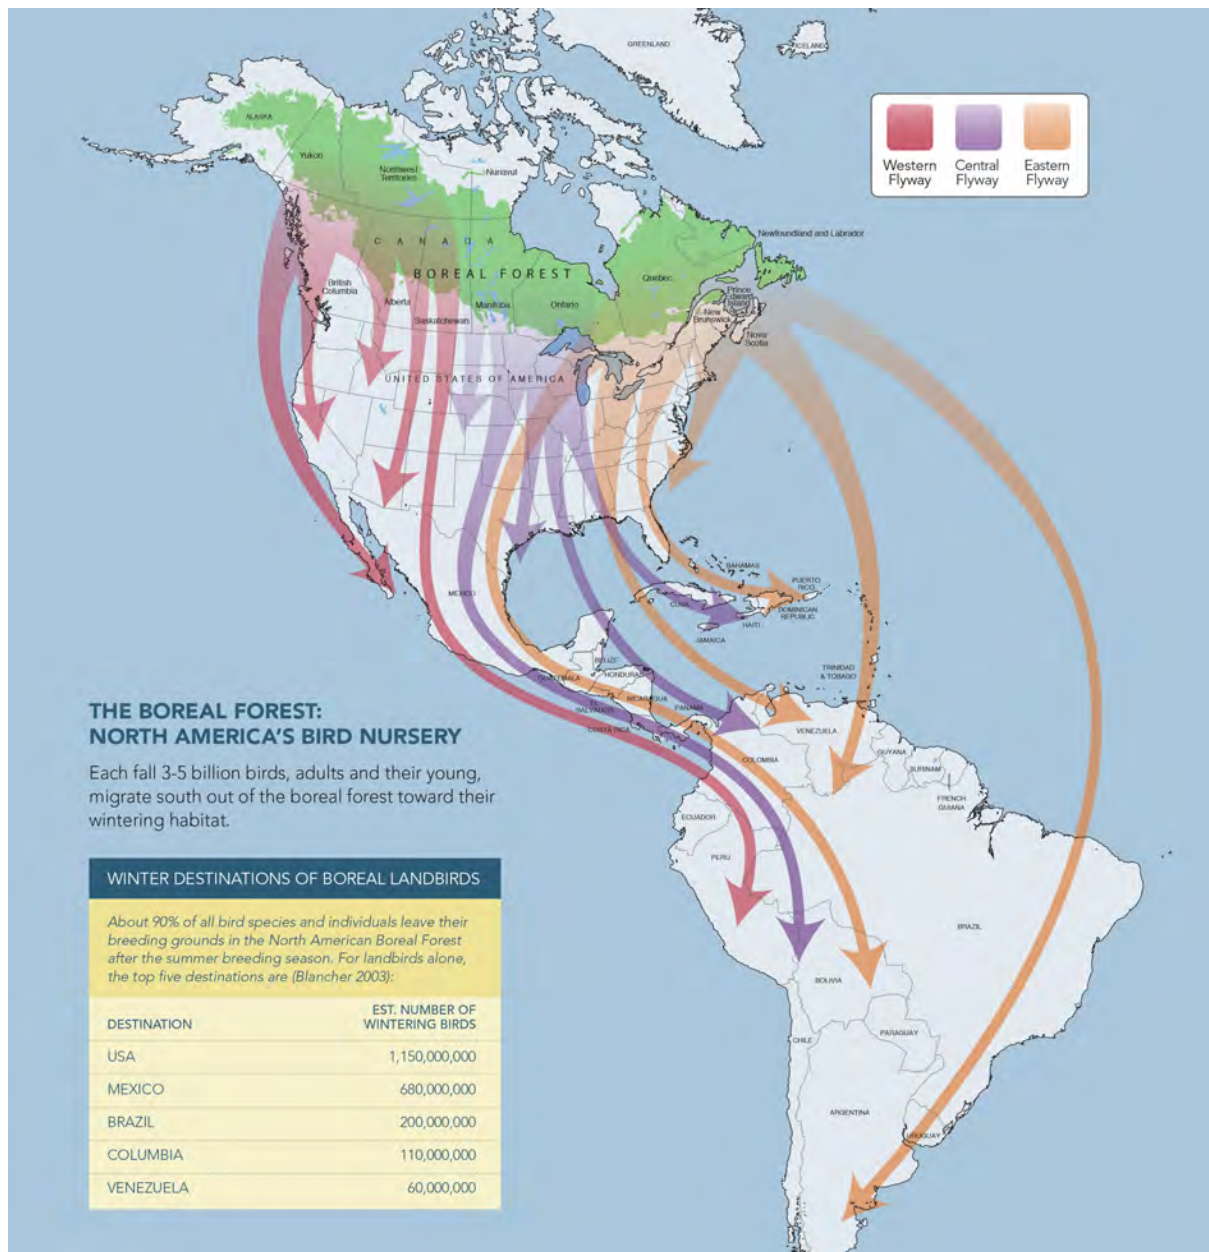 GREENLAND
ICELAND
ALASKA
Yukon
Northwest
Territories
Nunavut
Western
Flyway
Central
Flyway
Eastern
Flyway
CANADA
Newfoundland and Labrador
BOREAL FOREST
Quebec
British
Columbia
Alberta
Saskatchewan
Manitoba
Ontario
Prince
Edward
Island
New
Brunswick
Nova
Scotia
UNITED STATES OF AMERICA
MEXICO
BAHAMAS
CUBA
PUERTO
RICO
DOMINICAN
REPUBLIC
HAITI
JAMAICA
BELIZE
GUATEMALA
HONDURAS
EL
SALVADOR
NICARAGUA
COSTA RICA
PANAMA
TRINIDAD
& TOBAGO
VENEZUELA
COLOMBIA
GUYANA
SURINAM
FRENCH
GUIANA
ECUADOR
PERU
BRAZIL
BOLIVIA
PARAGUAY
CHILE
ARGENTINA
URUGUAY
THE BOREAL FOREST:
NORTH AMERICA'S BIRD NURSERY
Each fall 3-5 billion birds, adults and their young,
migrate south out of the boreal forest toward their
wintering habitat.
WINTER DESTINATIONS OF BOREAL LANDBIRDS
About 90% of all bird species and individuals leave their
breeding grounds in the North American Boreal Forest
after the summer breeding season. For landbirds alone,
the top five destinations are (Blancher 2003):
DESTINATION EST. NUMBER OF
WINTERING BIRDS
USA 1,150,000,000
MEXICO 680,000,000
BRAZIL 200,000,000
COLUMBIA 110,000,000
VENEZUELA 60,000,000